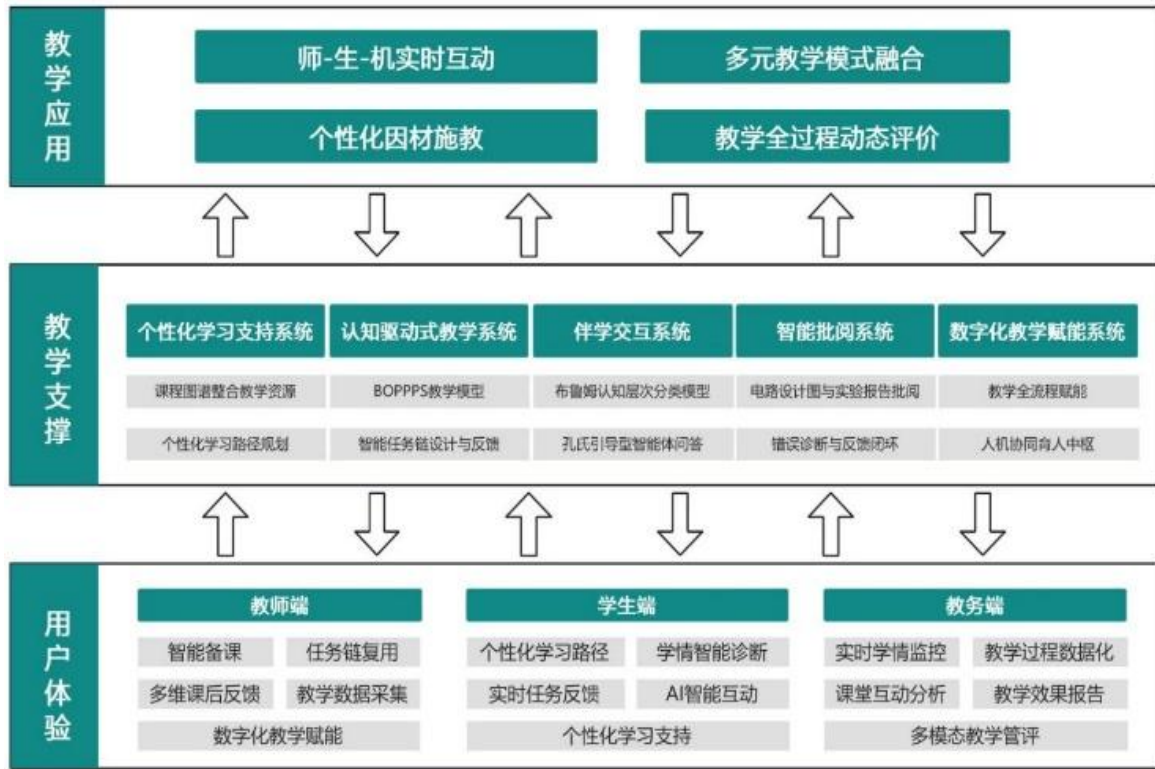 教学应用
师-生-机实时互动
多元教学模式融合
个性化因材施教
教学全过程动态评价
教学支撑
个性化学习支持系统
认知驱动式教学系统
伴学交互系统
智能批阅系统
数字化教学赋能系统
课程图谱整合教学资源
BOPPPS教学模型
布鲁姆认知层次分类模型
电路设计图与实验报告批阅
教学全流程赋能
个性化学习路径规划
智能任务链设计与反馈
孔氏引导型智能体问答
错误诊断与反馈闭环
人机协同育人中枢
用户体验
教师端
学生端
教务端
智能备课
任务链复用
个性化学习路径
学情智能诊断
实时学情监控
教学过程数据化
多维课后反馈
教学数据采集
实时任务反馈
AI智能互动
课堂互动分析
教学效果报告
数字化教学赋能
个性化学习支持
多模态教学管评